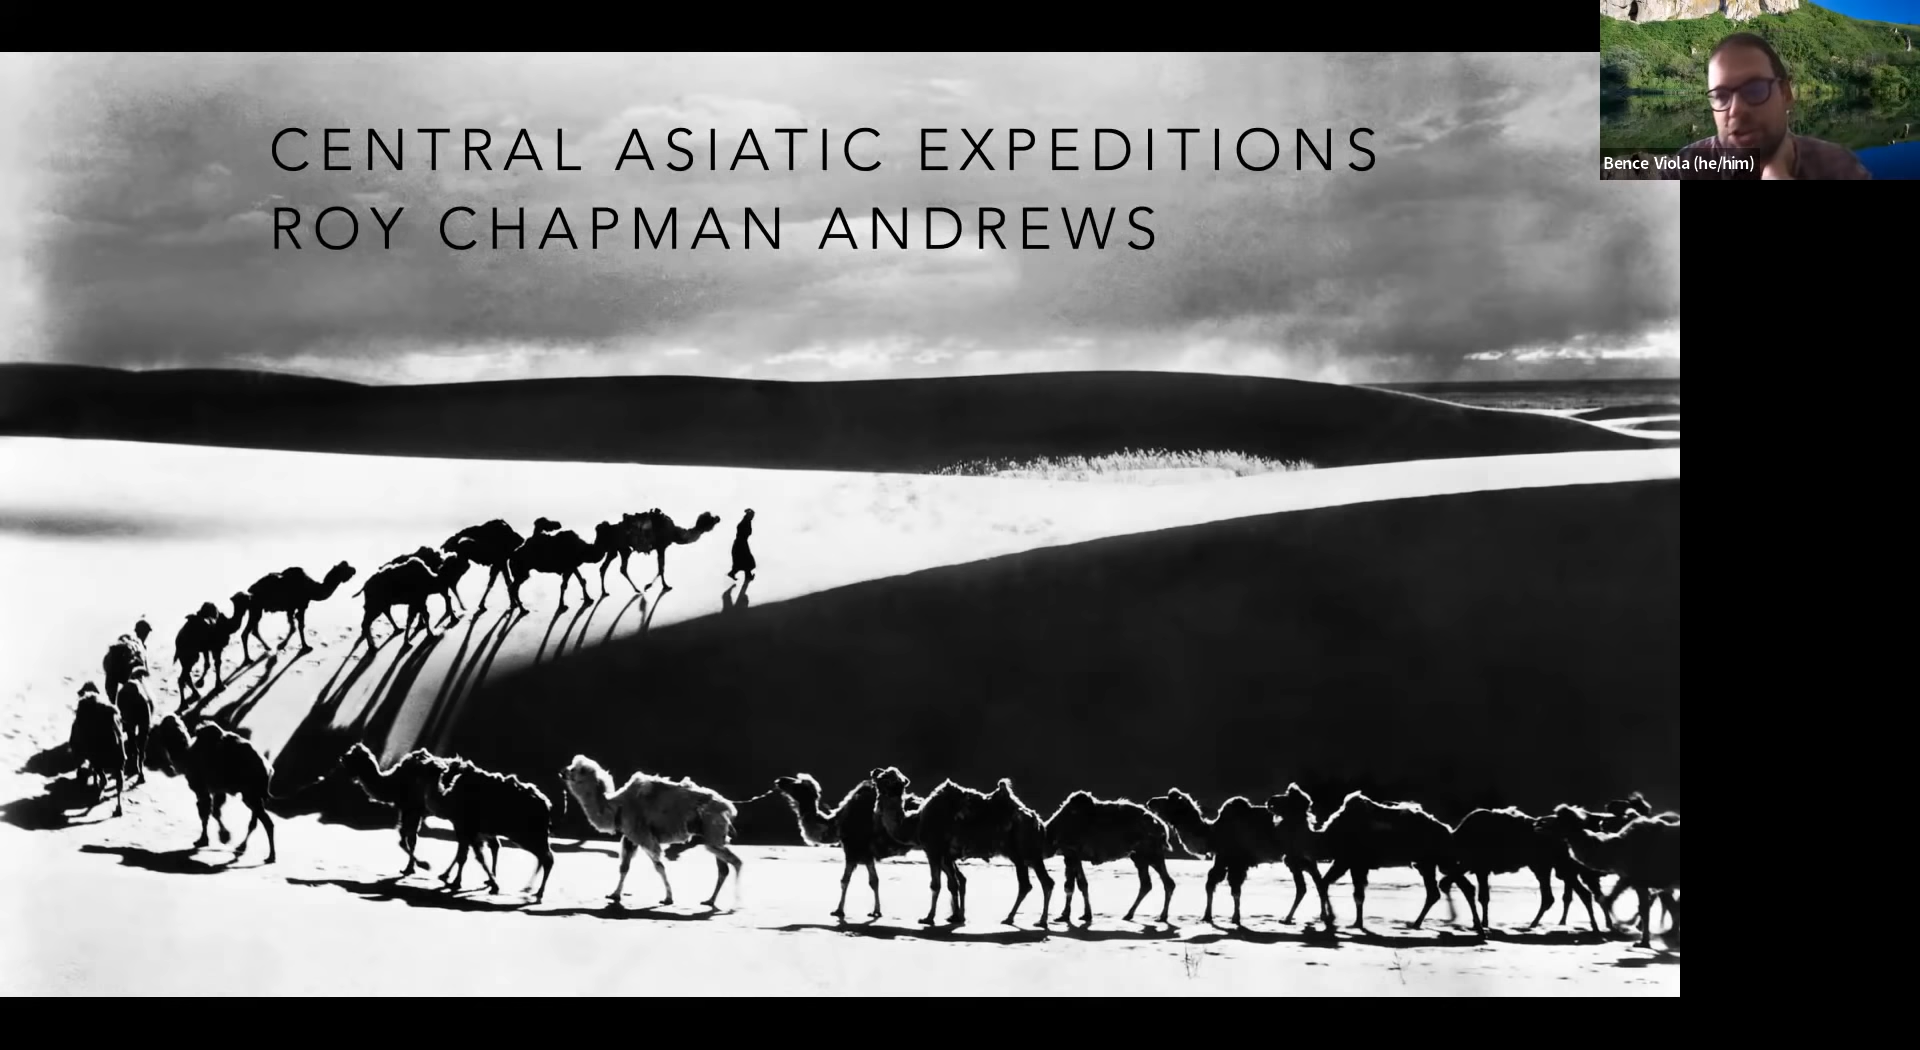 CENTRAL ASIATIC EXPEDITIONS
ROY CHAPMAN ANDREWS
Bence Viola (he/him)